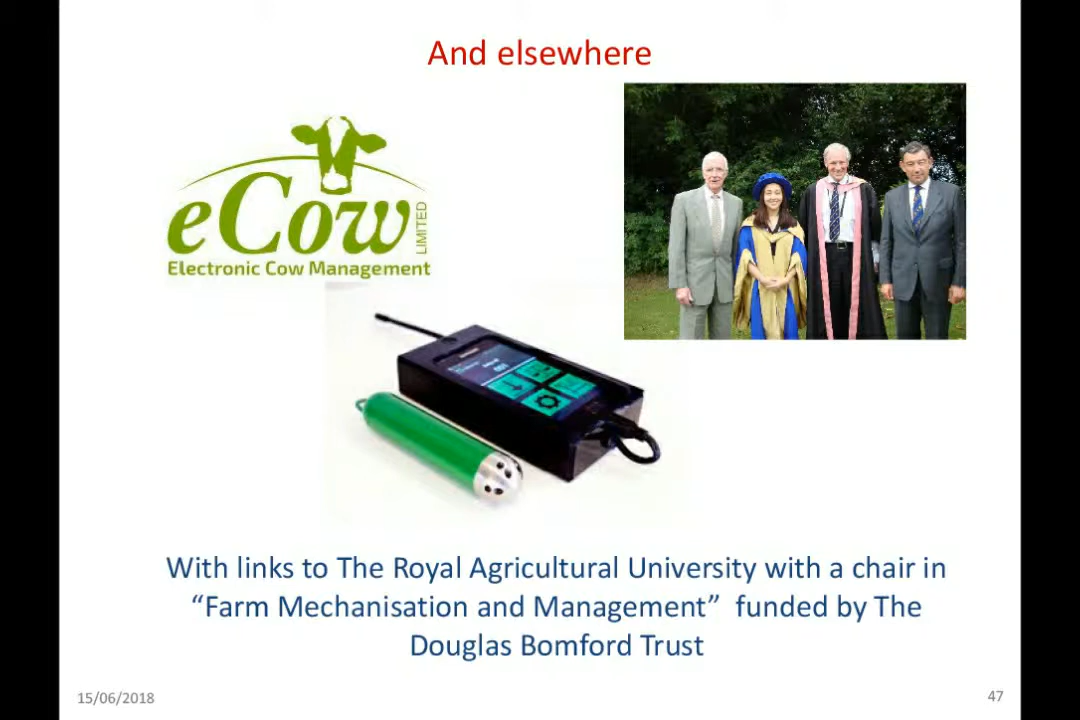 And elsewhere
eCow
LIMITED
Electronic Cow Management
With links to The Royal Agricultural University with a chair in
“Farm Mechanisation and Management” funded by The
Douglas Bomford Trust
15/06/2018
47